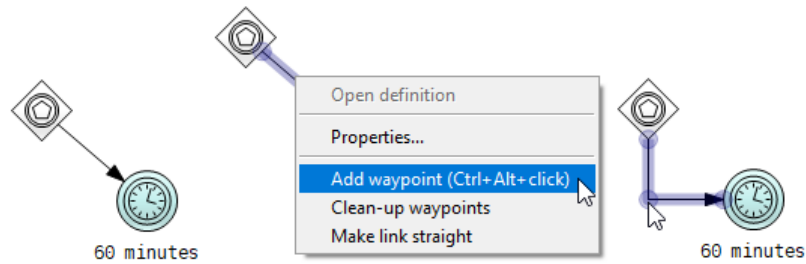 Open definition
Properties...
Add waypoint (Ctrl+Alt+click)
Clean-up waypoints
Make link straight
60 minutes
60 minutes